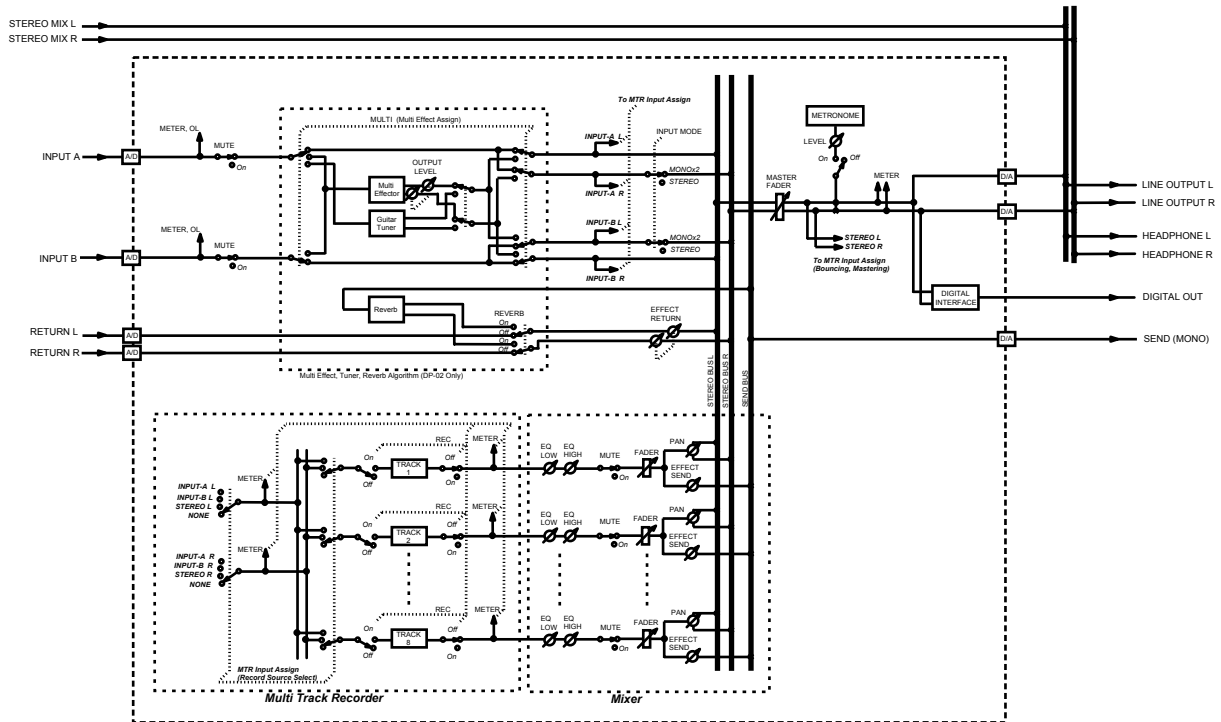 STEREO MIX L
STEREO MIX R
METER, OL
MUTE
On
INPUT A
A/D
MULTI (Multi Effect Assign)
OUTPUT
LEVEL
Multi
Effector
Guitar
Tuner
METER, OL
MUTE
On
INPUT B
A/D
To MTR Input Assign
INPUT-A L
INPUT MODE
MONOx2
STEREO
INPUT-A R
INPUT-B L
MONOx2
STEREO
INPUT-B R
METRONOME
LEVEL
On
Off
MASTER
FADER
METER
STEREO L
STEREO R
To MTR Input Assign
(Bouncing, Mastering)
D/A
D/A
LINE OUTPUT L
LINE OUTPUT R
HEADPHONE L
HEADPHONE R
DIGITAL
INTERFACE
DIGITAL OUT
Reverb
REVERB
On
Off
On
Off
EFFECT
RETURN
RETURN L
A/D
RETURN R
A/D
D/A
SEND (MONO)
Multi Effect, Tuner, Reverb Algorithm (DP-02 Only)
STEREO BUS L
STEREO BUS R
SEND BUS
INPUT-A L
INPUT-B L
STEREO L
NONE
METER
INPUT-A R
INPUT-B R
STEREO R
NONE
METER
REC
On
Off
TRACK
1
Off
On
METER
EQ
LOW
EQ
HIGH
MUTE
On
FADER
PAN
EFFECT
SEND
REC
On
Off
TRACK
2
Off
On
METER
EQ
LOW
EQ
HIGH
MUTE
On
FADER
PAN
EFFECT
SEND
REC
On
Off
TRACK
8
Off
On
METER
EQ
LOW
EQ
HIGH
MUTE
On
FADER
PAN
EFFECT
SEND
MTR Input Assign
(Record Source Select)
Multi Track Recorder
Mixer